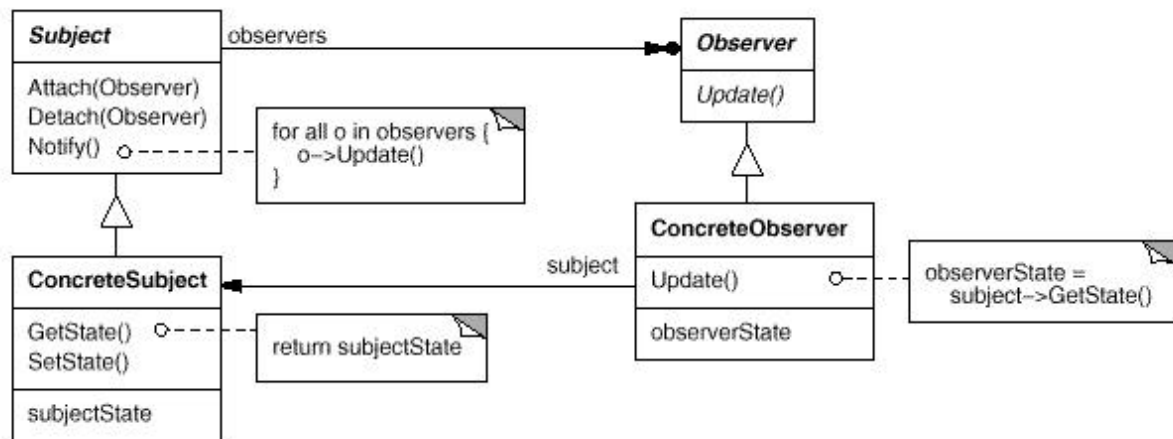 Subject
observers
Observer
Attach(Observer)
Detach(Observer)
Notify()
for all o in observers {
o->Update()
}
Update()
ConcreteSubject
GetState()
SetState()
subjectState
return subjectState
subject
ConcreteObserver
Update()
observerState
observerState =
subject->GetState()